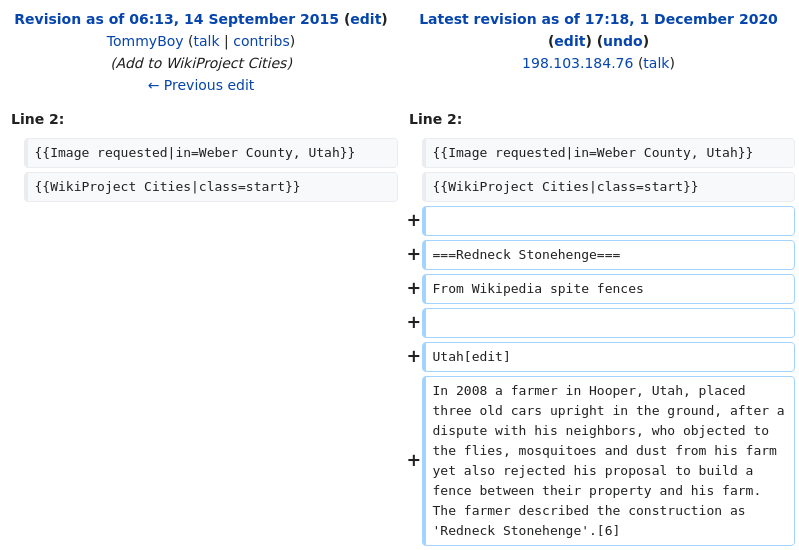 Revision as of 06:13, 14 September 2015 (edit)
TommyBoy (talk | contribs)
(Add to WikiProject Cities)
← Previous edit
Latest revision as of 17:18, 1 December 2020
(edit) (undo)
198.103.184.76 (talk)
Line 2:
Line 2:
{{Image requested|in=Weber County, Utah}}
{{Image requested|in=Weber County, Utah}}
{{WikiProject Cities|class=start}}
{{WikiProject Cities|class=start}}
+
+ ===Redneck Stonehenge===
+ From Wikipedia spite fences
+
+ Utah[edit]
+ In 2008 a farmer in Hooper, Utah, placed
three old cars upright in the ground, after a
dispute with his neighbors, who objected to
the flies, mosquitoes and dust from his farm
yet also rejected his proposal to build a
fence between their property and his farm.
The farmer described the construction as
'Redneck Stonehenge'.[6]